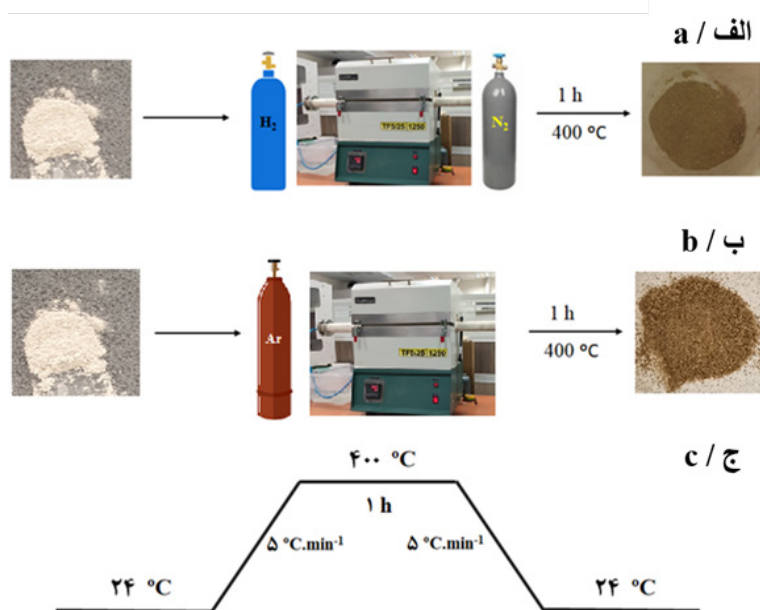 الف / a
H₂
TF5/25 1250
N₂
1 h
400 °C
ب / b
Ar
TF5/25 1250
1 h
400 °C
ج / c
۴۰۰ °C
۱ h
۵ °C.min⁻¹
۵ °C.min⁻¹
۲۴ °C
۲۴ °C